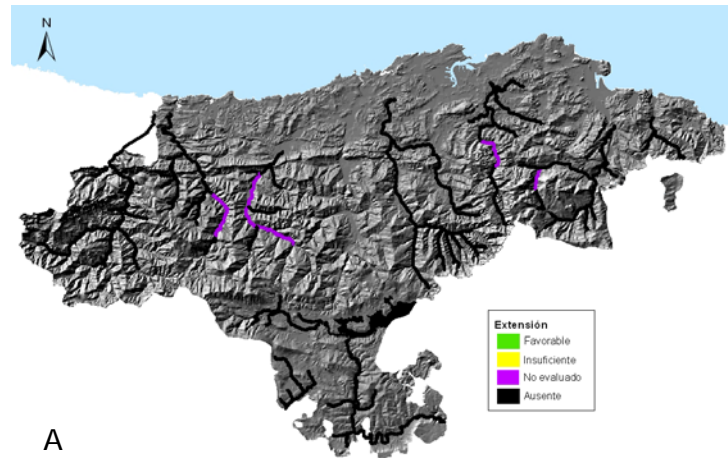 N
Extensión
Favorable
Insuficiente
No evaluado
Ausente
A